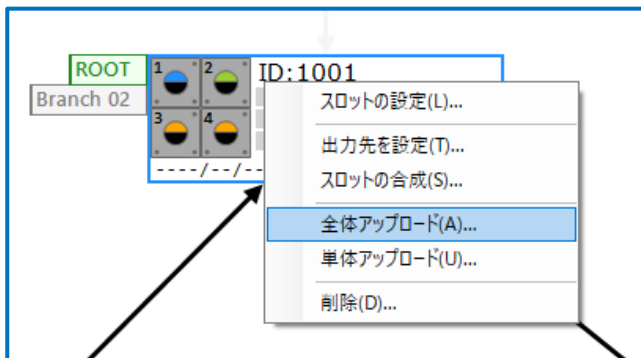 ROOT
Branch 02
1
2
3
4
ID:1001
----/--/--
スロットの設定(L)...
出力先を設定(T)...
スロットの合成(S)...
全体アップロード(A)...
単体アップロード(U)...
削除(D)...